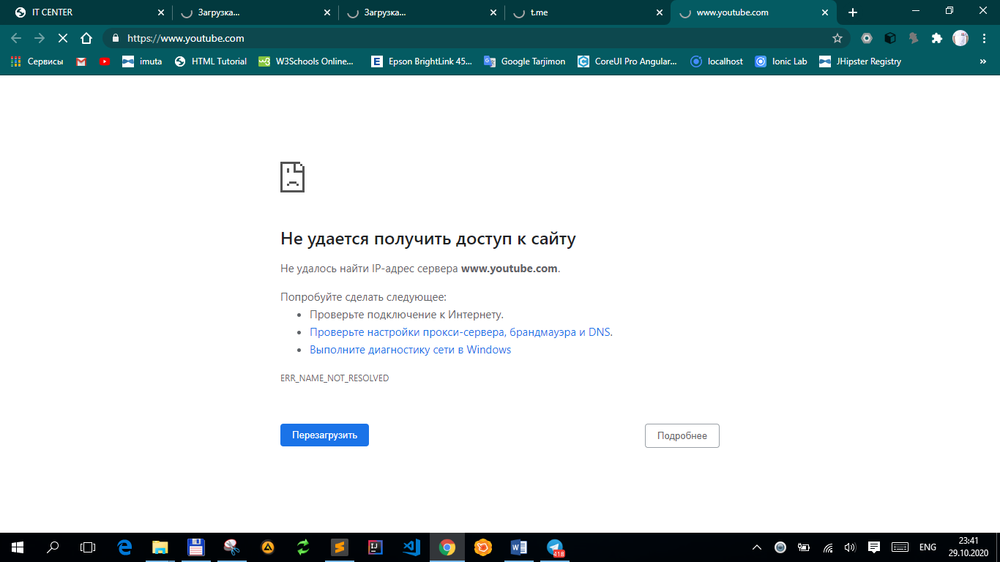 IT CENTER
Загрузка...
Загрузка...
t.me
www.youtube.com
https://www.youtube.com
Сервисы
imuta
HTML Tutorial
W3Schools Online...
Epson BrightLink 45...
Google Tarjimon
CoreUI Pro Angular...
localhost
Ionic Lab
JHipster Registry
»
Не удается получить доступ к сайту
Не удалось найти IP-адрес сервера www.youtube.com.
Попробуйте сделать следующее:
• Проверьте подключение к Интернету.
• Проверьте настройки прокси-сервера, брандмауэра и DNS.
• Выполните диагностику сети в Windows
ERR_NAME_NOT_RESOLVED
Перезагрузить
Подробнее
418
ENG
23:41
29.10.2020